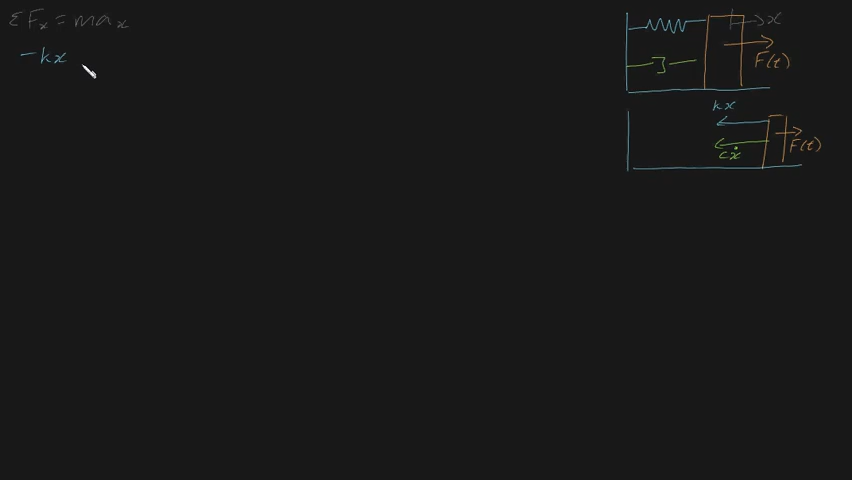 ΣFₓ = maₓ
-kx
x
F(t)
kx
cẋ
F(t)